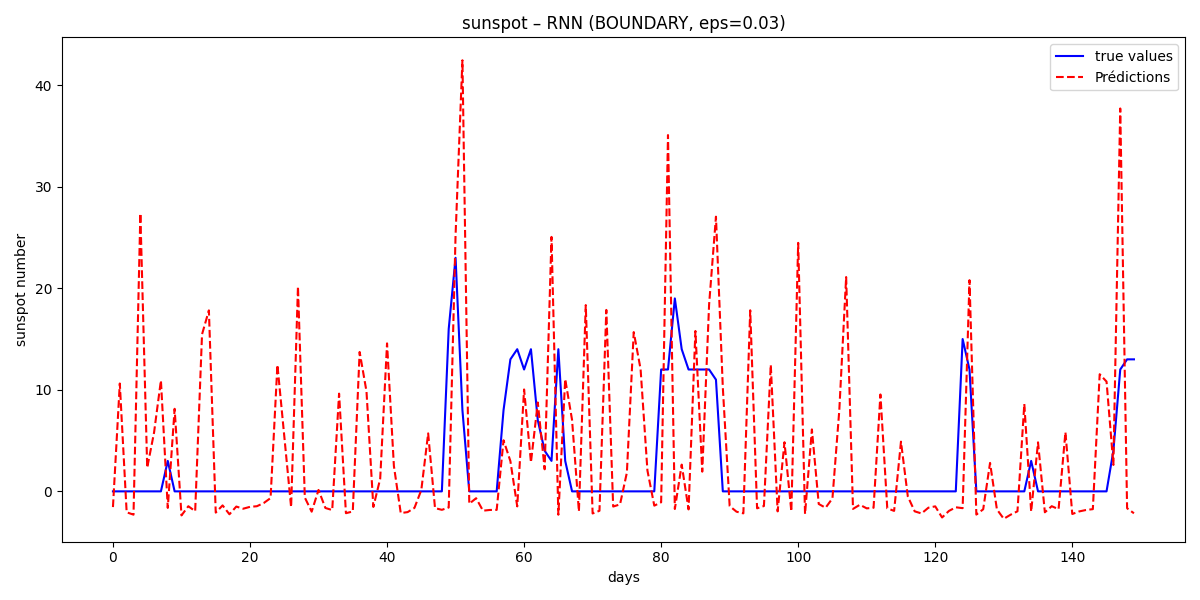 sunspot – RNN (BOUNDARY, eps=0.03)
true values
Prédictions
sunspot number
40
30
20
10
0
0 20 40 60 80 100 120 140
days